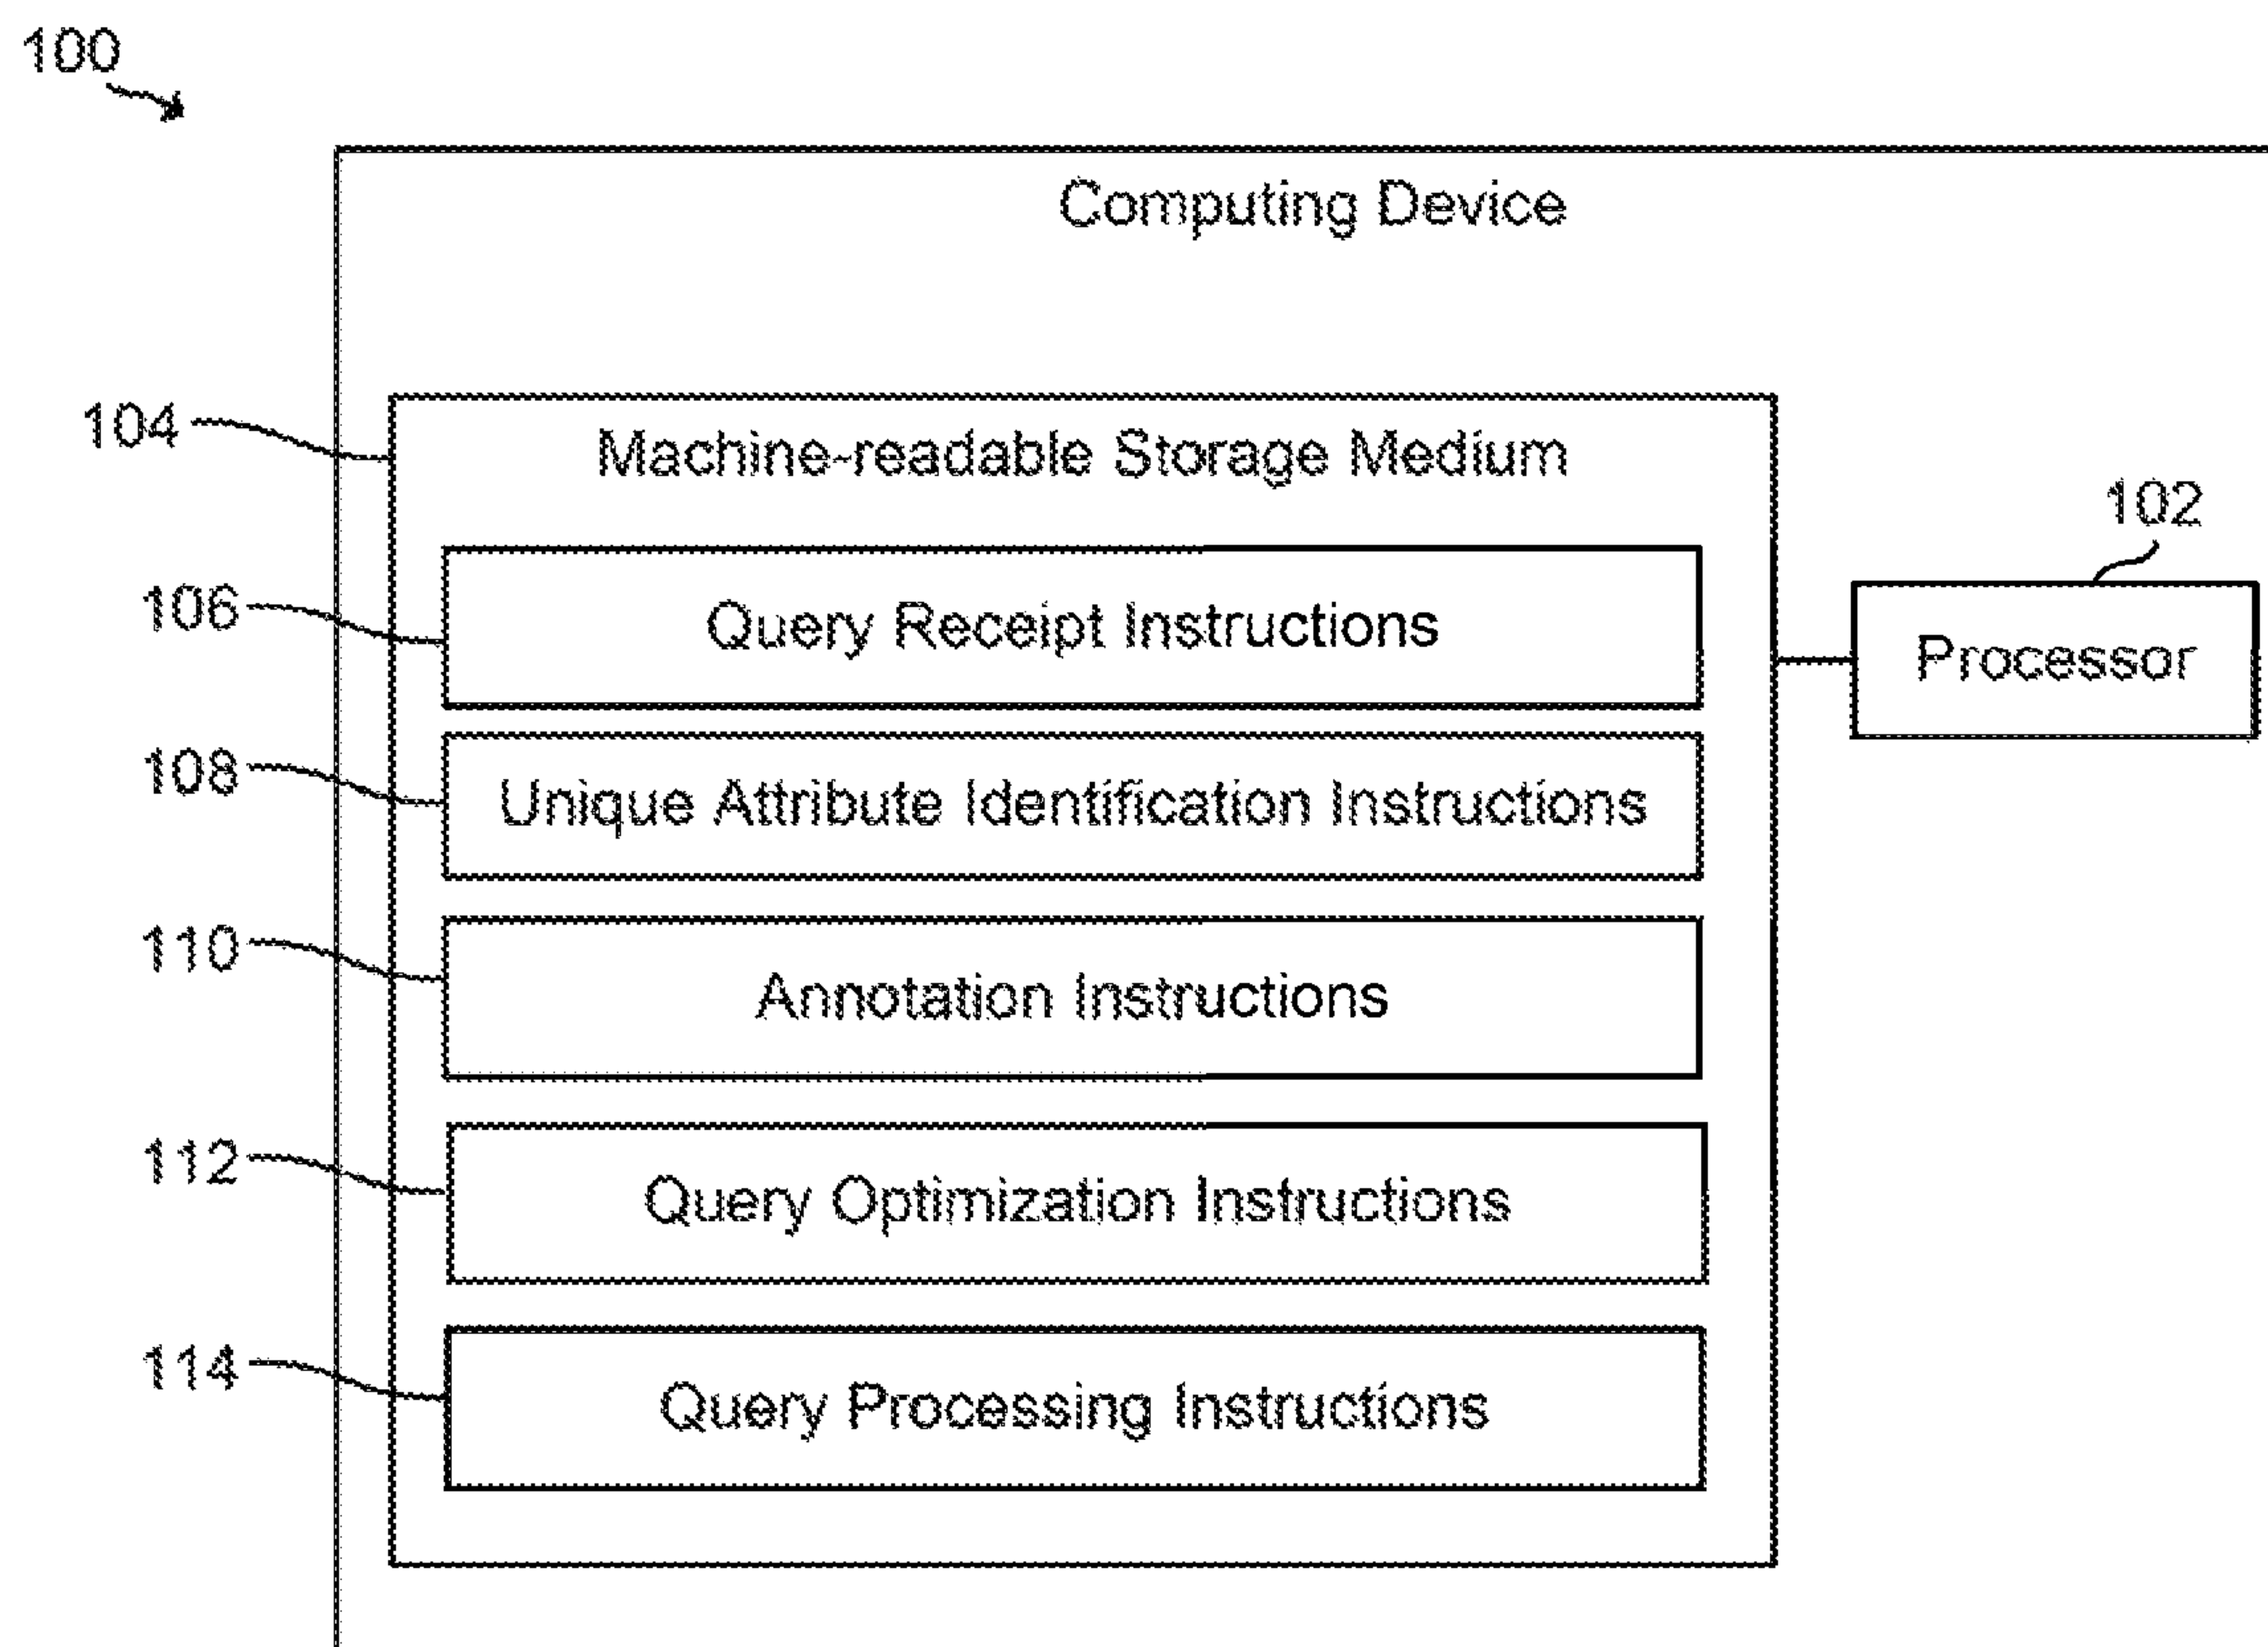 100
Computing Device
104
Machine-readable Storage Medium
102
106
Query Receipt Instructions
Processor
108
Unique Attribute Identification Instructions
110
Annotation Instructions
112
Query Optimization Instructions
114
Query Processing Instructions